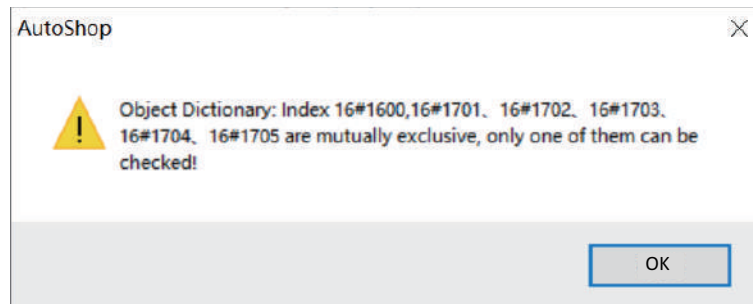 AutoShop
Object Dictionary: Index 16#1600,16#1701、16#1702、16#1703、
16#1704、16#1705 are mutually exclusive, only one of them can be
checked!
OK